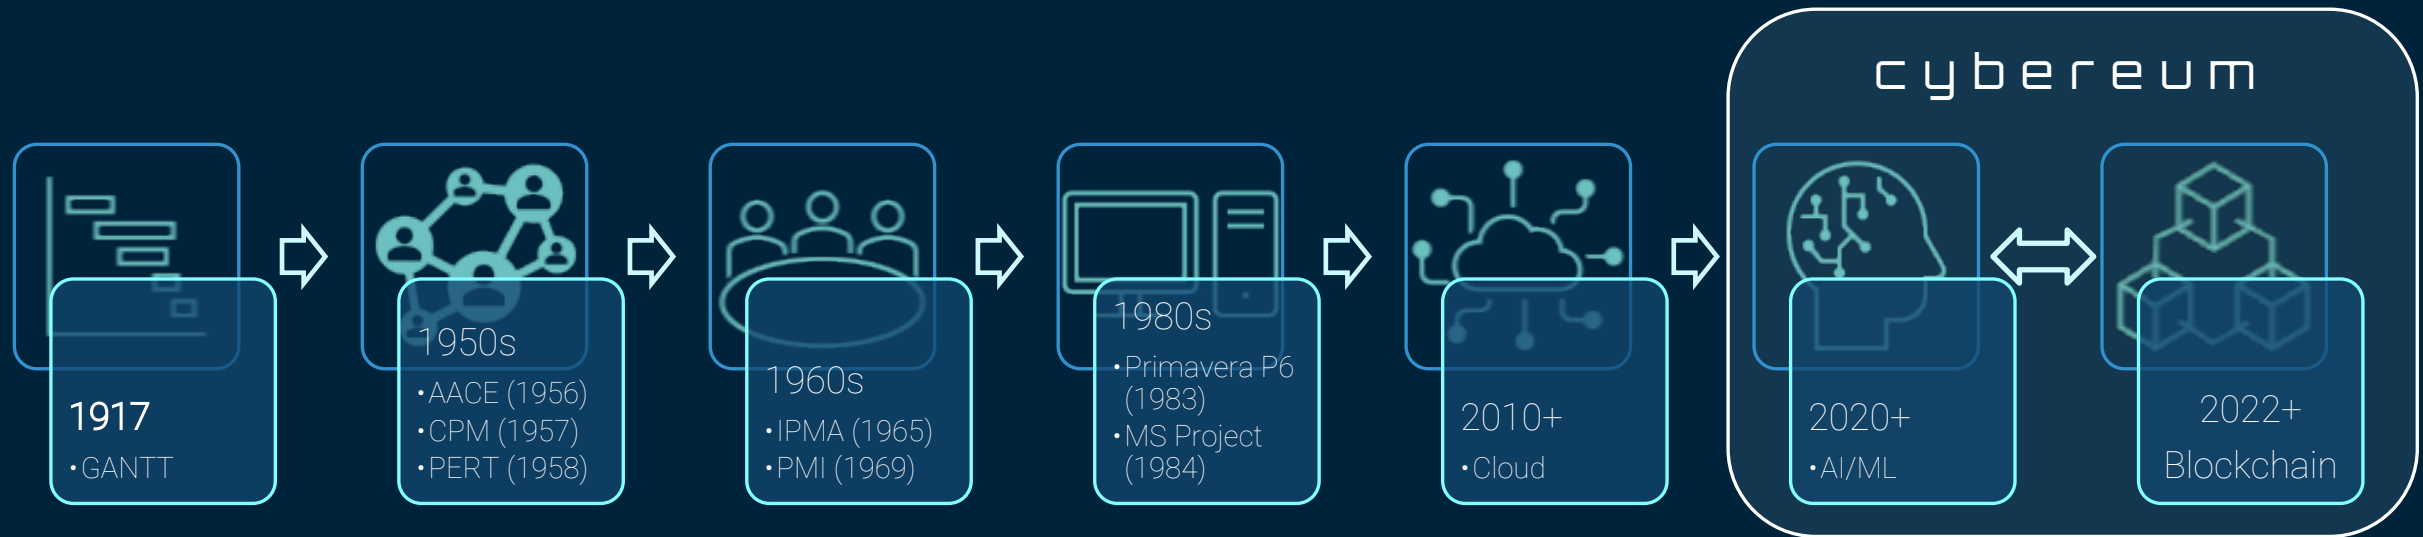 cybereum
1917
•GANTT
1950s
•AACE (1956)
•CPM (1957)
•PERT (1958)
1960s
•IPMA (1965)
•PMI (1969)
1980s
•Primavera P6
(1983)
•MS Project
(1984)
2010+
•Cloud
2020+
•AI/ML
2022+
Blockchain